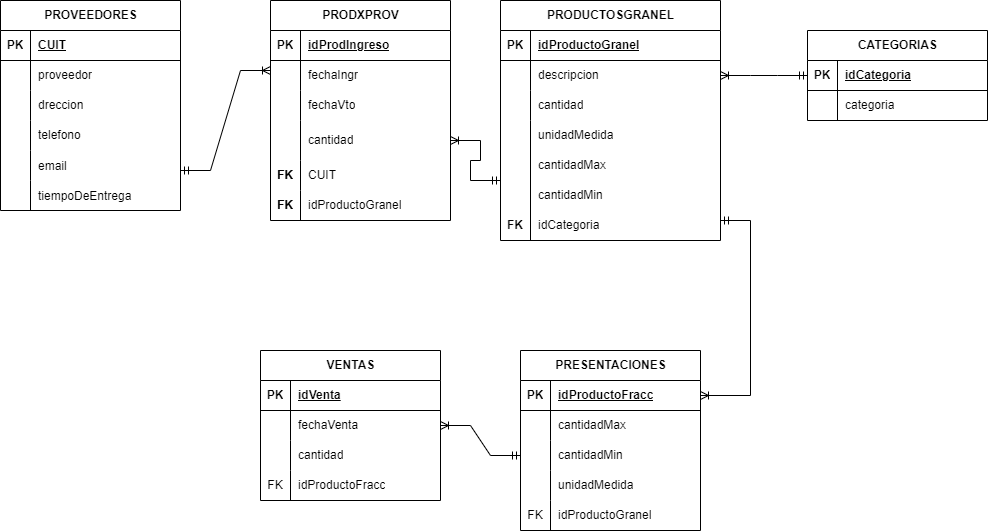 PROVEEDORES
PK CUIT
proveedor
dreccion
telefono
email
tiempoDeEntrega
PRODXPROV
PK idProdIngreso
fechaIngr
fechaVto
cantidad
FK CUIT
FK idProductoGranel
PRODUCTOSGRANEL
PK idProductoGranel
descripcion
cantidad
unidadMedida
cantidadMax
cantidadMin
FK idCategoria
CATEGORIAS
PK idCategoria
categoria
VENTAS
PK idVenta
fechaVenta
cantidad
FK idProductoFracc
PRESENTACIONES
PK idProductoFracc
cantidadMax
cantidadMin
unidadMedida
FK idProductoGranel